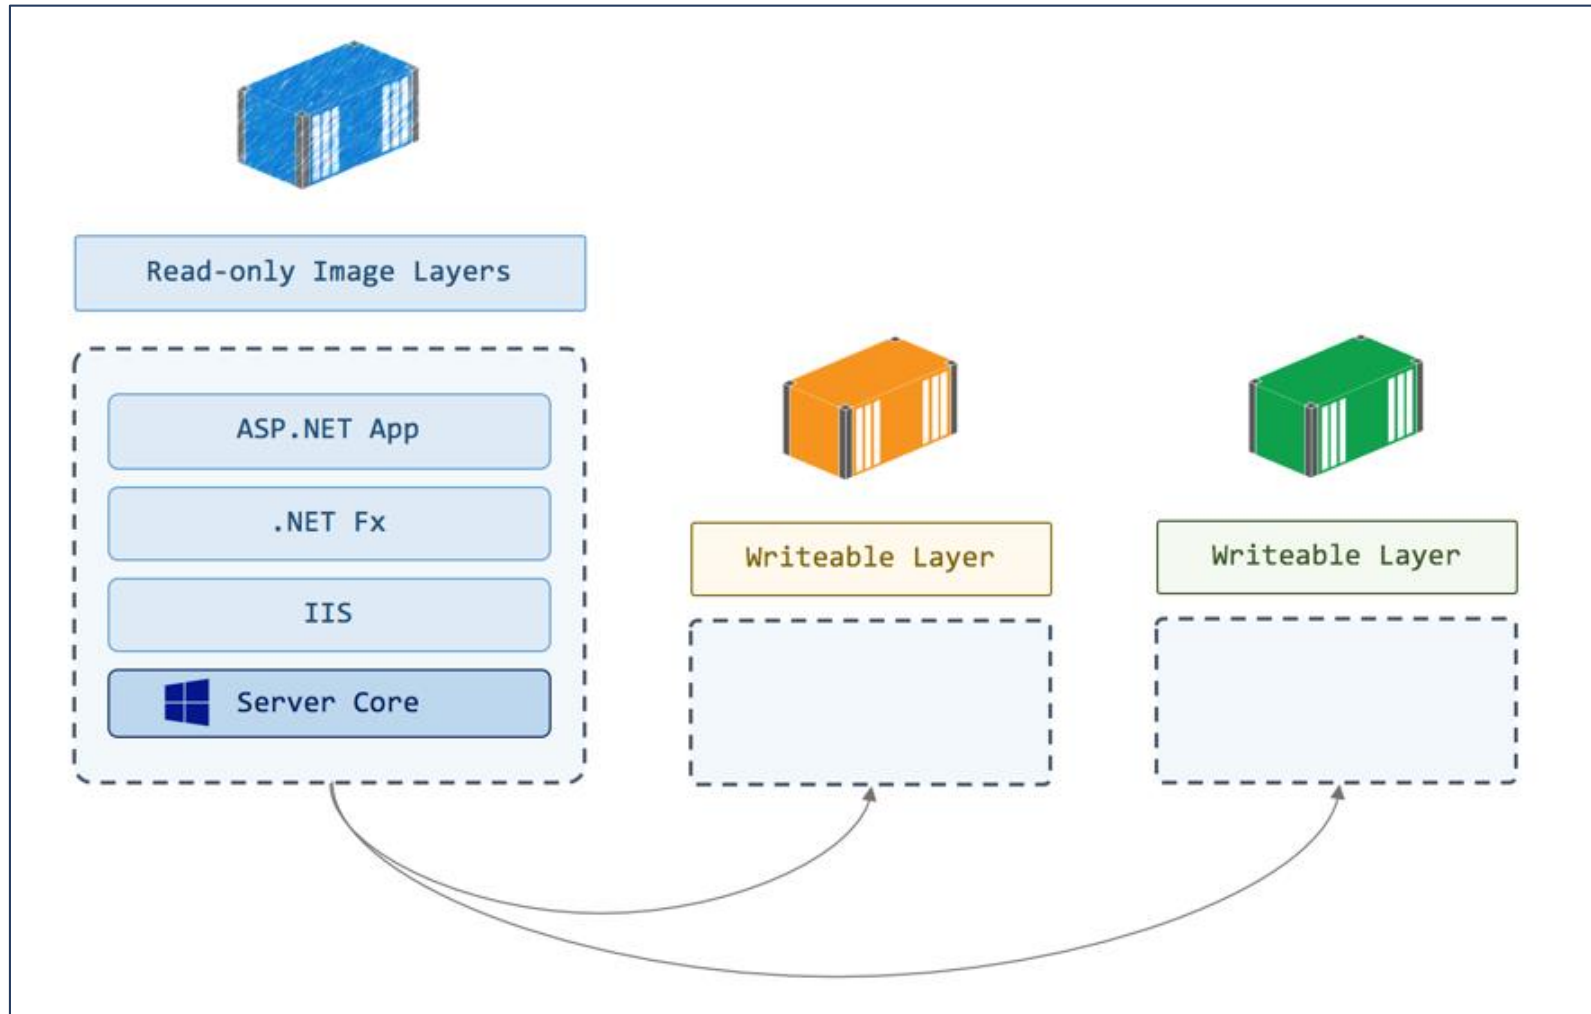 Read-only Image Layers
ASP.NET App
.NET Fx
IIS
Server Core
Writeable Layer
Writeable Layer